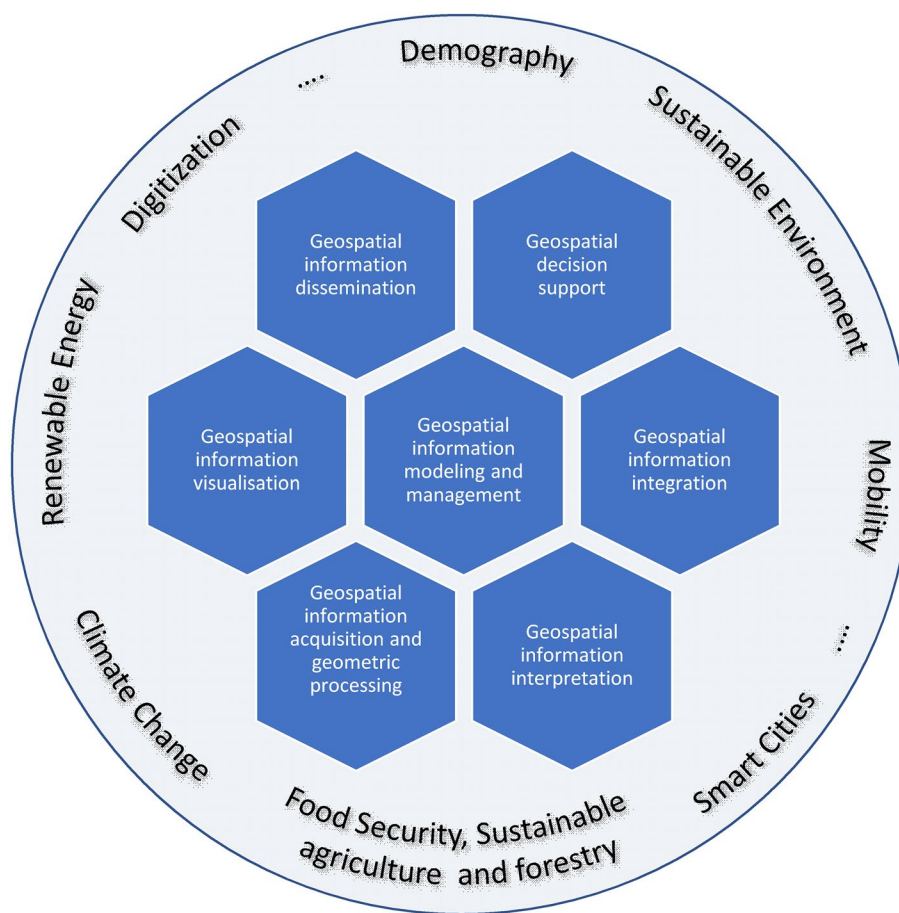 Demography
....
Sustainable Environment
Digitization
Geospatial
information
dissemination
Geospatial
decision
support
Renewable Energy
Geospatial
information
visualisation
Geospatial
information
modeling and
management
Geospatial
information
integration
Mobility
Geospatial
information
acquisition and
geometric
processing
Geospatial
information
interpretation
....
Climate Change
Smart Cities
Food Security, Sustainable
agriculture and forestry